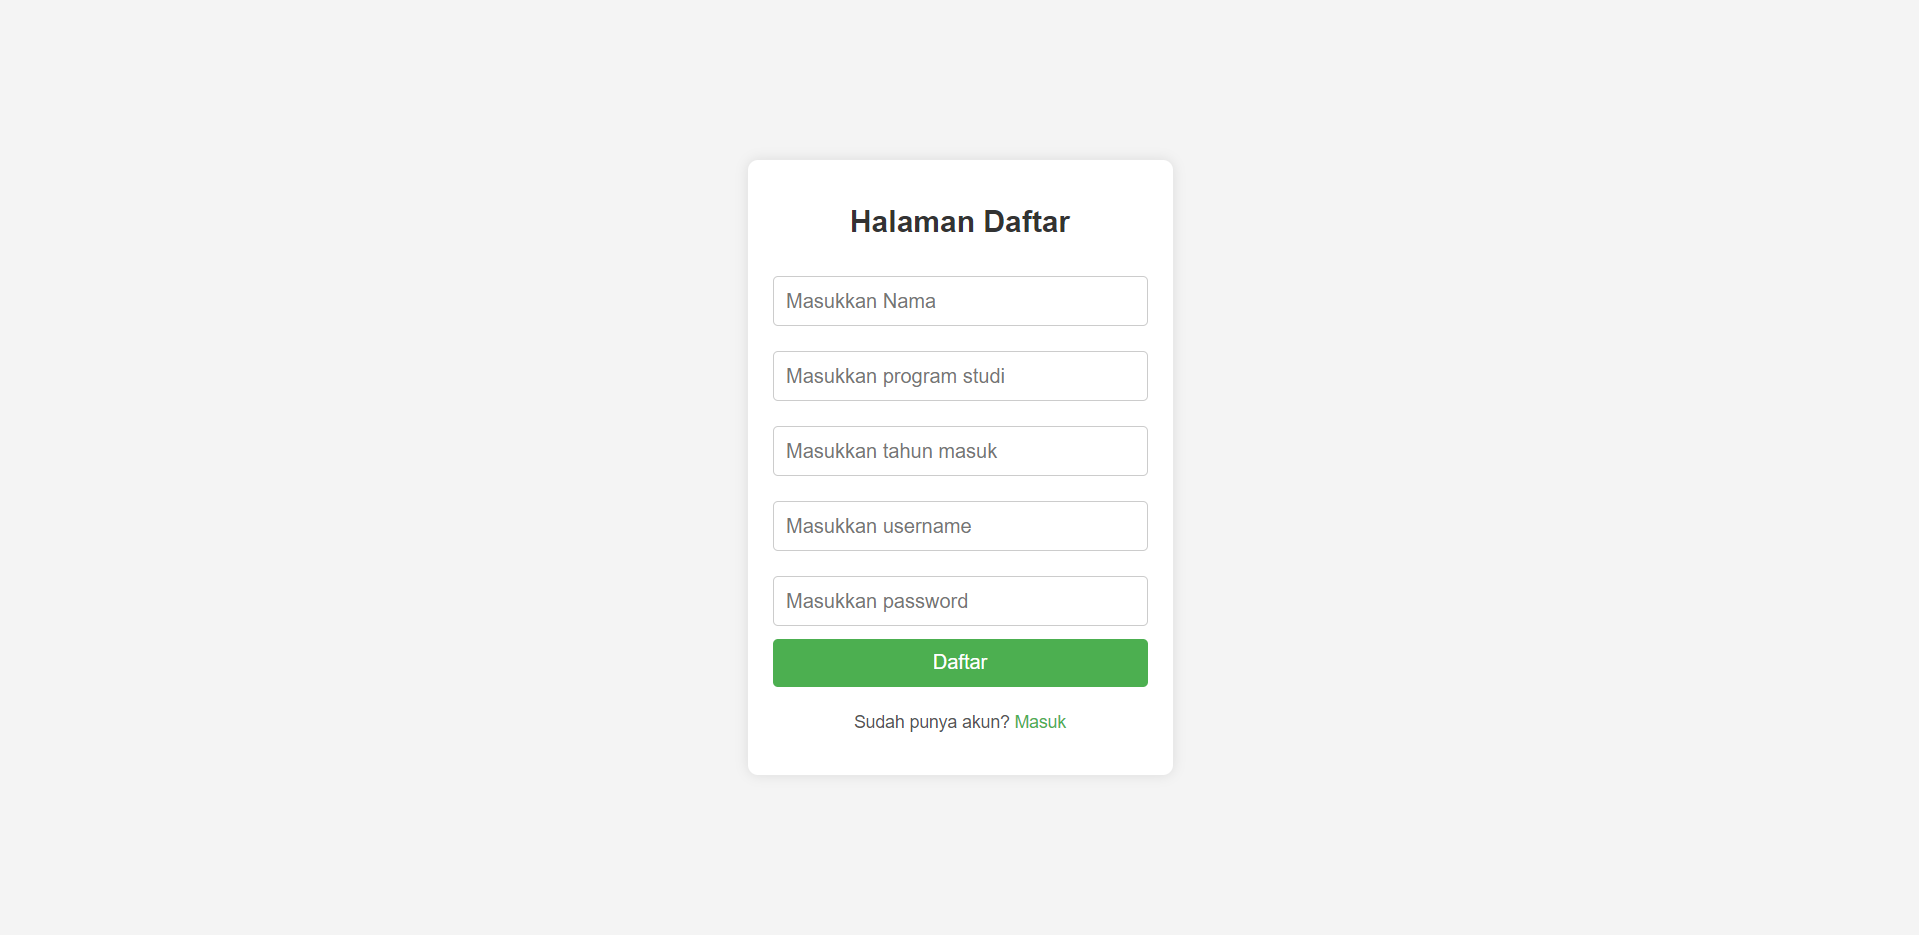 Halaman Daftar
Masukkan Nama
Masukkan program studi
Masukkan tahun masuk
Masukkan username
Masukkan password
Daftar
Sudah punya akun? Masuk